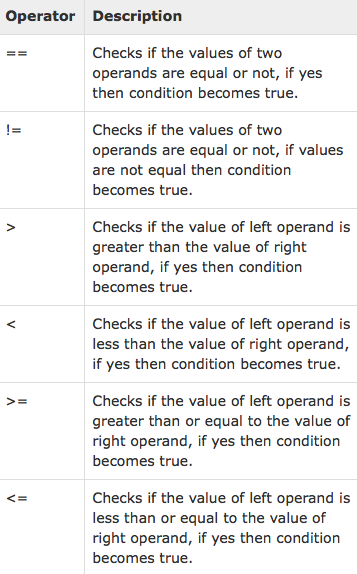 Operator Description
== Checks if the values of two
operands are equal or not, if yes
then condition becomes true.
!= Checks if the values of two
operands are equal or not, if values
are not equal then condition
becomes true.
> Checks if the value of left operand is
greater than the value of right
operand, if yes then condition
becomes true.
< Checks if the value of left operand is
less than the value of right operand,
if yes then condition becomes true.
>= Checks if the value of left operand is
greater than or equal to the value of
right operand, if yes then condition
becomes true.
<= Checks if the value of left operand is
less than or equal to the value of
right operand, if yes then condition
becomes true.